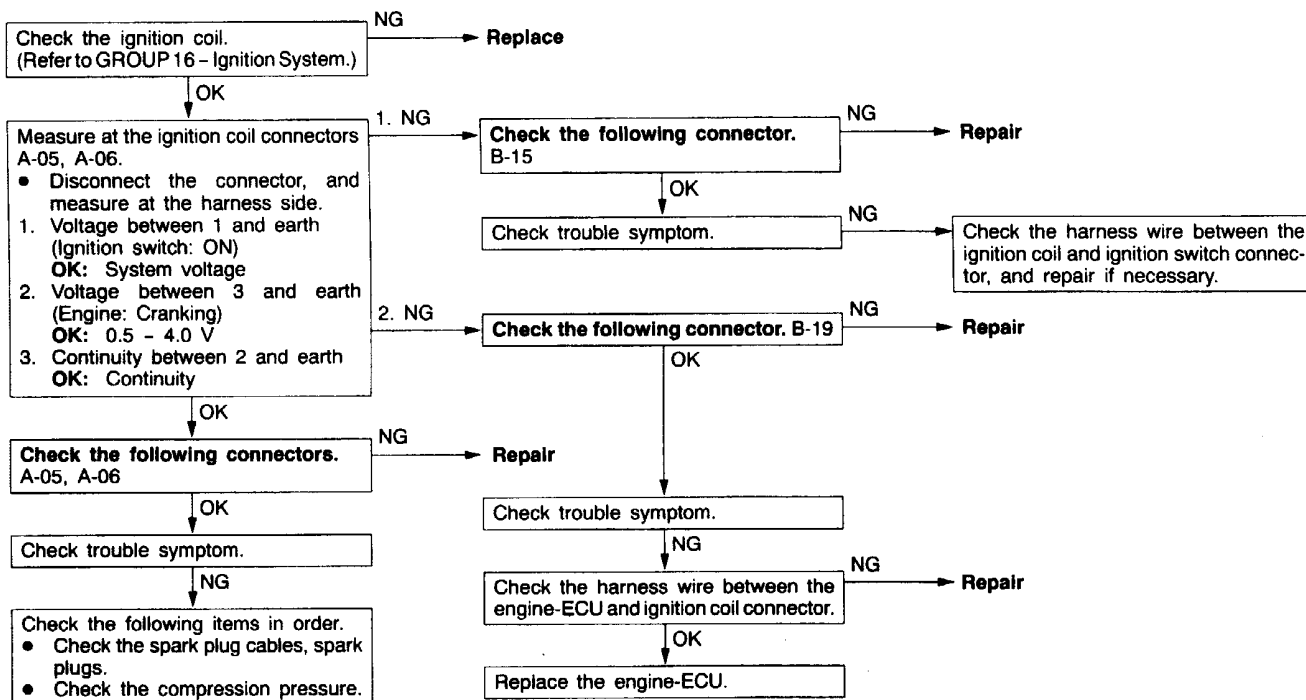 Check the ignition coil.
(Refer to GROUP 16 – Ignition System.)
NG
Replace
OK
Measure at the ignition coil connectors
A-05, A-06.
● Disconnect the connector, and
measure at the harness side.
1. Voltage between 1 and earth
(Ignition switch: ON)
OK: System voltage
2. Voltage between 3 and earth
(Engine: Cranking)
OK: 0.5 – 4.0 V
3. Continuity between 2 and earth
OK: Continuity
1. NG
Check the following connector.
B-15
NG
Repair
OK
Check trouble symptom.
NG
Check the harness wire between the
ignition coil and ignition switch connec-
tor, and repair if necessary.
2. NG
Check the following connector. B-19
NG
Repair
OK
Check trouble symptom.
NG
Check the harness wire between the
engine-ECU and ignition coil connector.
NG
Repair
OK
Replace the engine-ECU.
OK
Check the following connectors.
A-05, A-06
NG
Repair
OK
Check trouble symptom.
NG
Check the following items in order.
● Check the spark plug cables, spark
plugs.
● Check the compression pressure.